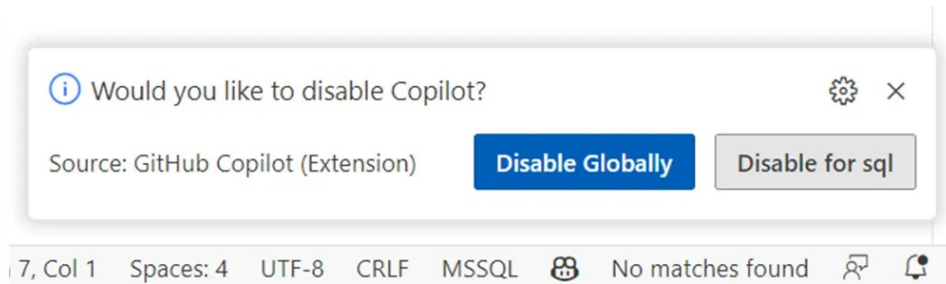 Would you like to disable Copilot?
Source: GitHub Copilot (Extension) Disable Globally Disable for sql
7, Col 1 Spaces: 4 UTF-8 CRLF MSSQL No matches found